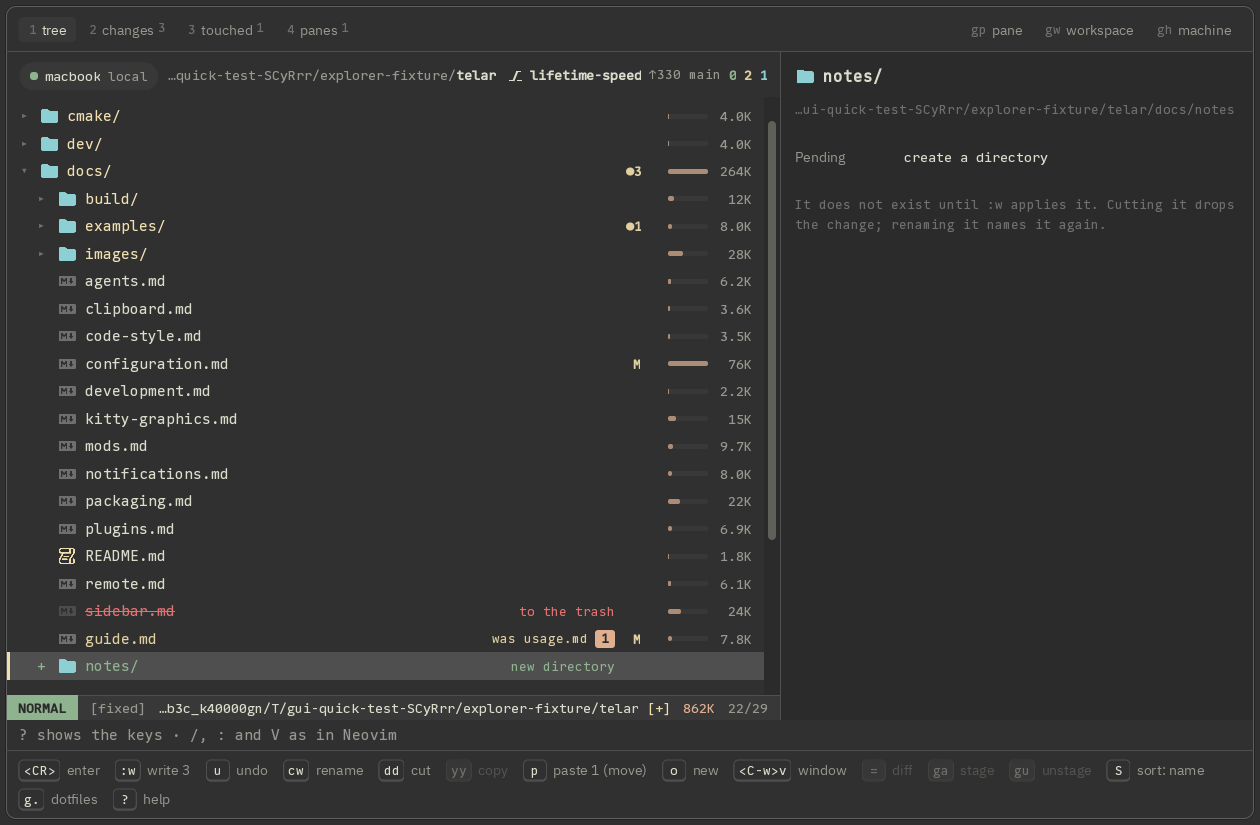 1 tree 2 changes 3 3 touched 1 4 panes 1 gp pane gw workspace gh machine
macbook local …quick-test-SCyRrr/explorer-fixture/telar lifetime-speed ↑330 main 0 2 1
cmake/ 4.0K
dev/ 4.0K
docs/ ●3 264K
build/ 12K
examples/ ●1 8.0K
images/ 28K
agents.md 6.2K
clipboard.md 3.6K
code-style.md 3.5K
configuration.md M 76K
development.md 2.2K
kitty-graphics.md 15K
mods.md 9.7K
notifications.md 8.0K
packaging.md 22K
plugins.md 6.9K
README.md 1.8K
remote.md 6.1K
sidebar.md to the trash 24K
guide.md was usage.md 1 M 7.8K
+ notes/ new directory
NORMAL [fixed] …b3c_k40000gn/T/gui-quick-test-SCyRrr/explorer-fixture/telar [+] 862K 22/29
notes/
…ui-quick-test-SCyRrr/explorer-fixture/telar/docs/notes
Pending create a directory
It does not exist until :w applies it. Cutting it drops
the change; renaming it names it again.
? shows the keys · /, : and V as in Neovim
<CR> enter :w write 3 u undo cw rename dd cut yy copy p paste 1 (move) o new <C-w>v window = diff ga stage gu unstage S sort: name
g. dotfiles ? help